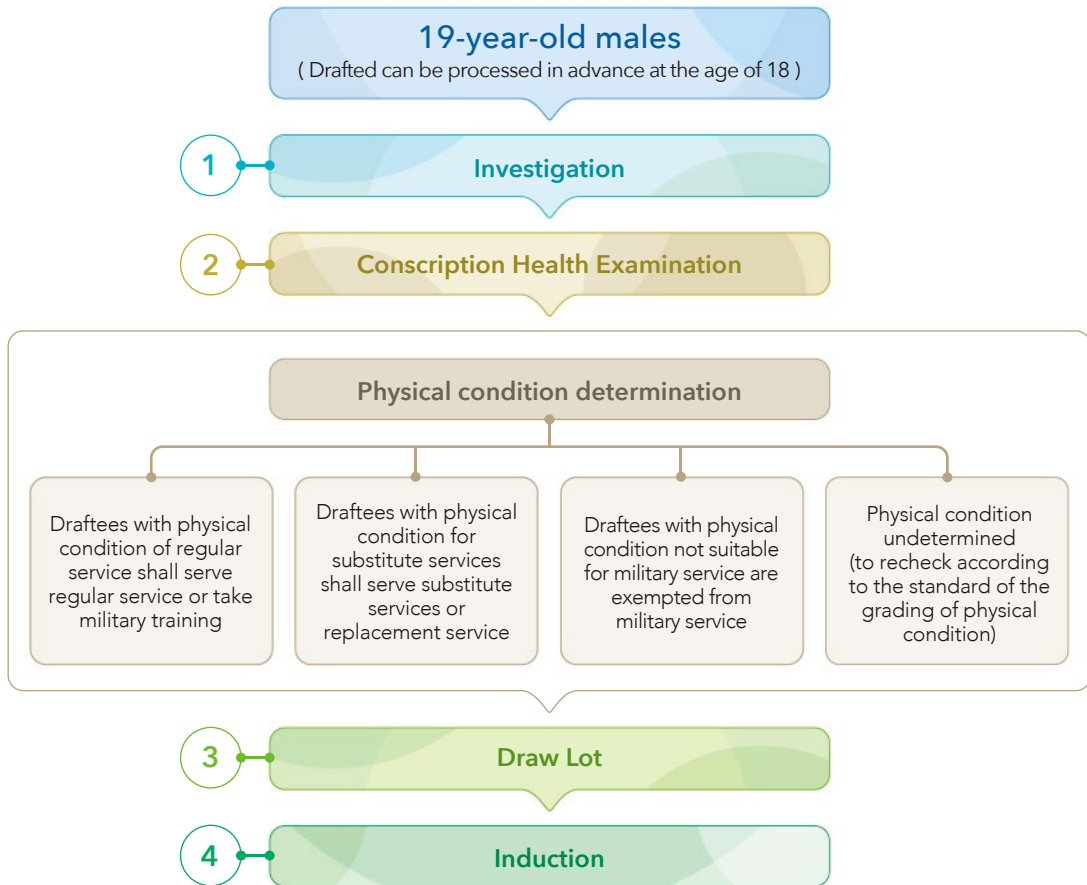 19-year-old males
( Drafted can be processed in advance at the age of 18 )
1
Investigation
2
Conscription Health Examination
Physical condition determination
Draftees with physical
condition of regular
service shall serve
regular service or take
military training
Draftees with physical
condition for
substitute services
shall serve substitute
services or
replacement service
Draftees with physical
condition not suitable
for military service are
exempted from
military service
Physical condition
undetermined
(to recheck according
to the standard of the
grading of physical
condition)
3
Draw Lot
4
Induction